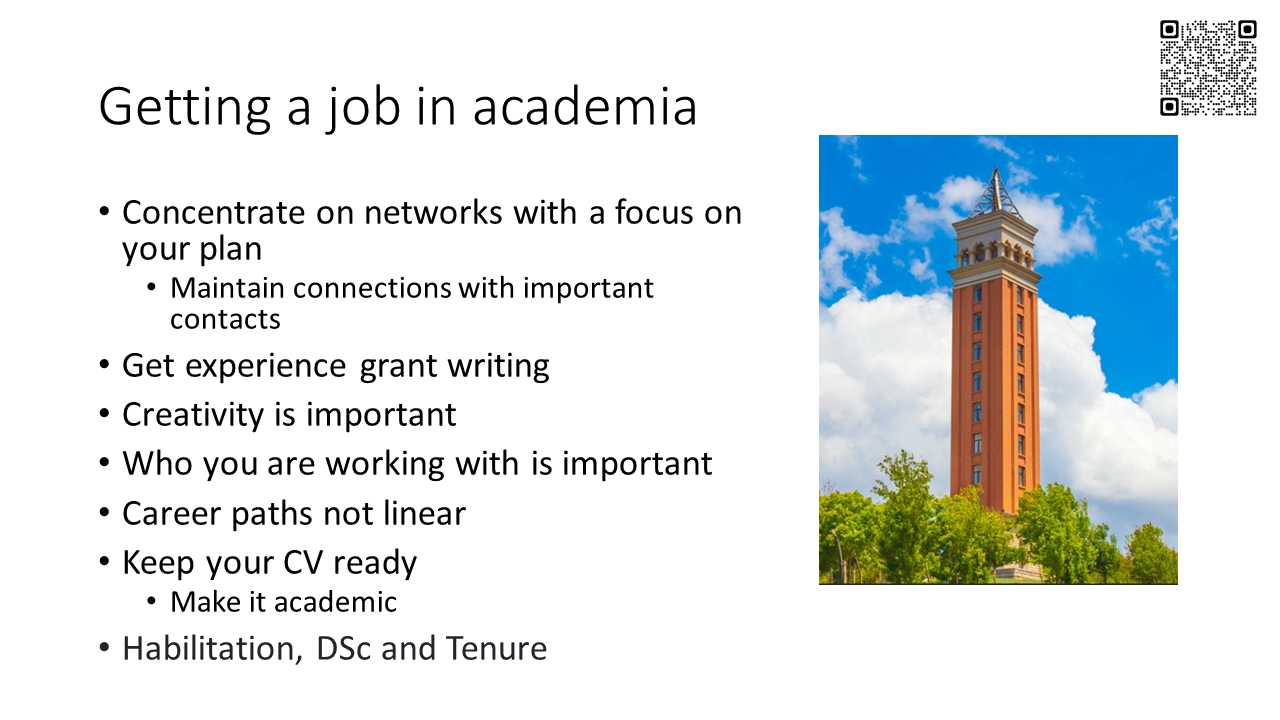 Getting a job in academia
• Concentrate on networks with a focus on
your plan
• Maintain connections with important
contacts
• Get experience grant writing
• Creativity is important
• Who you are working with is important
• Career paths not linear
• Keep your CV ready
• Make it academic
• Habilitation, DSc and Tenure